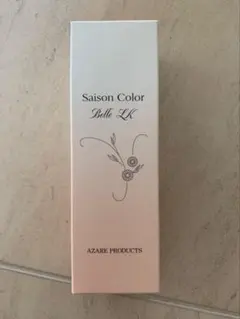 Saison Color
Belle LK
AZARE PRODUCTS